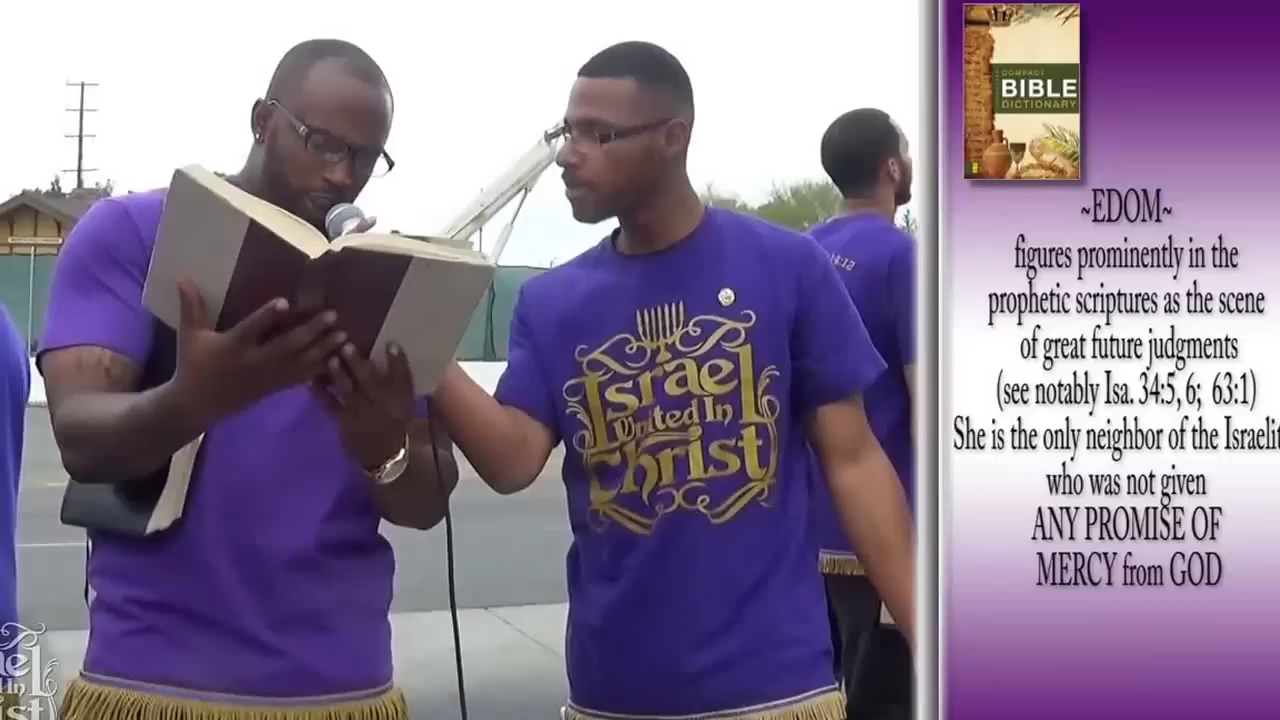 COMPACT
BIBLE
DICTIONARY
~EDOM~
figures prominently in the
prophetic scriptures as the scene
of great future judgments
(see notably Isa. 34:5, 6; 63:1)
She is the only neighbor of the Israelit
who was not given
ANY PROMISE OF
MERCY from GOD
Israel
United In
Christ